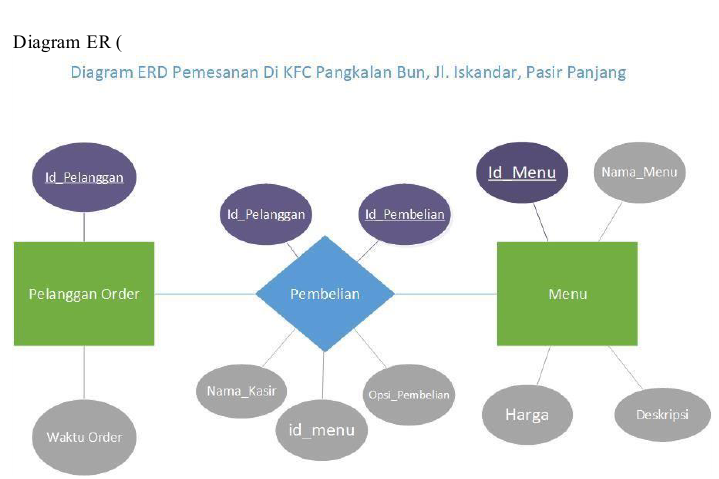 Diagram ER (
Diagram ERD Pemesanan Di KFC Pangkalan Bun, Jl. Iskandar, Pasir Panjang
Id_Pelanggan
Id_Pelanggan
Id_Pembelian
Id_Menu
Nama_Menu
Pelanggan Order
Pembelian
Menu
Nama_Kasir
id_menu
Opsi_Pembelian
Waktu Order
Harga
Deskripsi